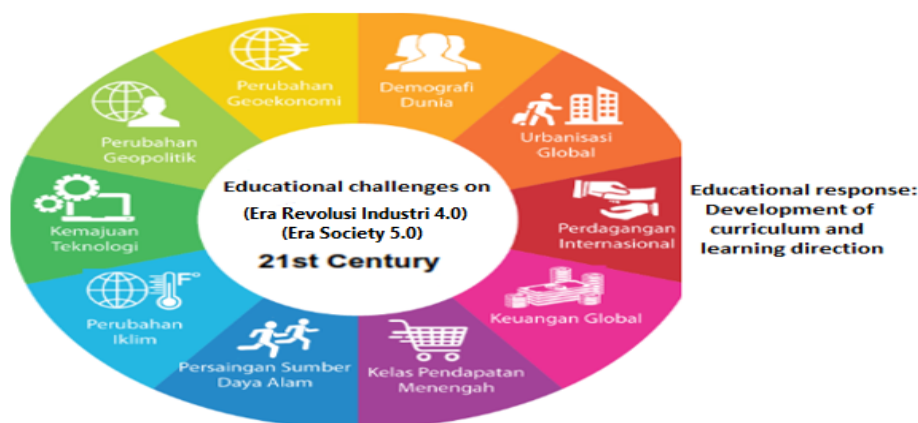 Perubahan
Geoekonomi
Demografi
Dunia
Urbanisasi
Global
Perdagangan
Internasional
Keuangan Global
Kelas Pendapatan
Menengah
Persaingan Sumber
Daya Alam
F°
Perubahan
Iklim
Kemajuan
Teknologi
Perubahan
Geopolitik
Educational challenges on
(Era Revolusi Industri 4.0)
(Era Society 5.0)
21st Century
Educational response:
Development of
curriculum and
learning direction